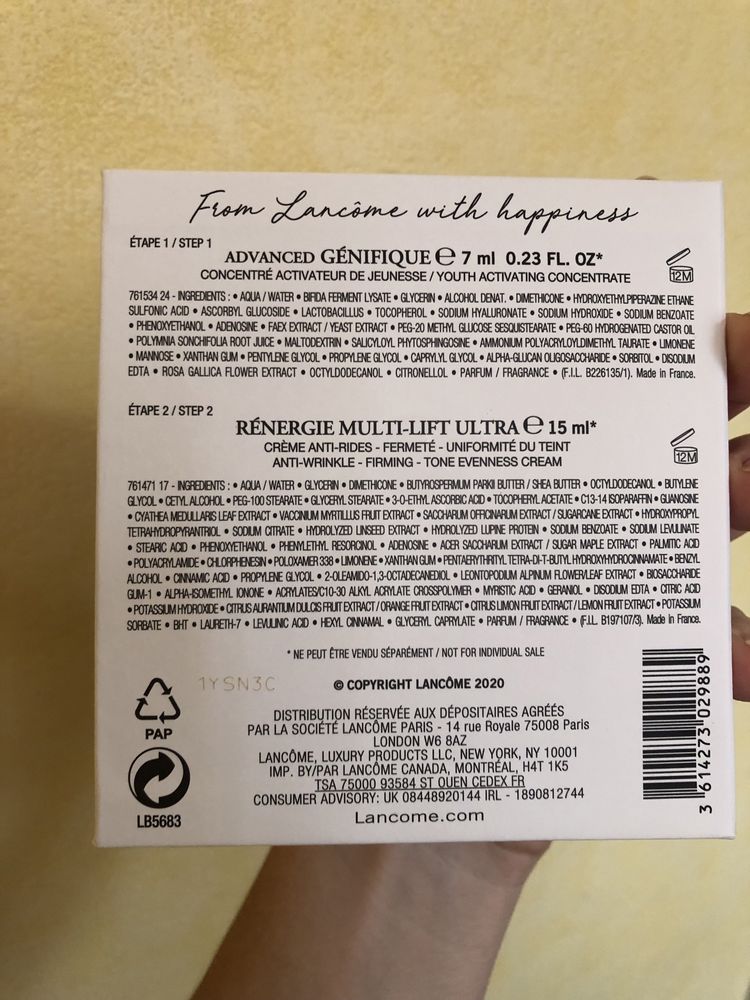 From Lancôme with happiness
ÉTAPE 1 / STEP 1
ADVANCED GÉNIFIQUE ℮ 7 ml 0.23 FL. OZ*
CONCENTRÉ ACTIVATEUR DE JEUNESSE / YOUTH ACTIVATING CONCENTRATE
12M
761534 24 - INGREDIENTS : • AQUA / WATER • BIFIDA FERMENT LYSATE • GLYCERIN • ALCOHOL DENAT. • DIMETHICONE • HYDROXYETHYLPIPERAZINE ETHANE
SULFONIC ACID • ASCORBYL GLUCOSIDE • LACTOBACILLUS • TOCOPHEROL • SODIUM HYALURONATE • SODIUM HYDROXIDE • SODIUM BENZOATE
• PHENOXYETHANOL • ADENOSINE • FAEX EXTRACT / YEAST EXTRACT • PEG-20 METHYL GLUCOSE SESQUISTEARATE • PEG-60 HYDROGENATED CASTOR OIL
• POLYMNIA SONCHIFOLIA ROOT JUICE • MALTODEXTRIN • SALICYLOYL PHYTOSPHINGOSINE • AMMONIUM POLYACRYLOYLDIMETHYL TAURATE • LIMONENE
• MANNOSE • XANTHAN GUM • PENTYLENE GLYCOL • PROPYLENE GLYCOL • CAPRYLYL GLYCOL • ALPHA-GLUCAN OLIGOSACCHARIDE • SORBITOL • DISODIUM
EDTA • ROSA GALLICA FLOWER EXTRACT • OCTYLDODECANOL • CITRONELLOL • PARFUM / FRAGRANCE • (F.I.L. B226135/1). Made in France.
ÉTAPE 2 / STEP 2
RÉNERGIE MULTI-LIFT ULTRA ℮ 15 ml*
CRÈME ANTI-RIDES - FERMETÉ - UNIFORMITÉ DU TEINT
ANTI-WRINKLE - FIRMING - TONE EVENNESS CREAM
12M
761471 17 - INGREDIENTS : • AQUA / WATER • GLYCERIN • DIMETHICONE • BUTYROSPERMUM PARKII BUTTER / SHEA BUTTER • OCTYLDODECANOL • BUTYLENE
GLYCOL • CETYL ALCOHOL • PEG-100 STEARATE • GLYCERYL STEARATE • 3-O-ETHYL ASCORBIC ACID • TOCOPHERYL ACETATE • C13-14 ISOPARAFFIN • GUANOSINE
• CYATHEA MEDULLARIS LEAF EXTRACT • VACCINIUM MYRTILLUS FRUIT EXTRACT • SACCHARUM OFFICINARUM EXTRACT / SUGARCANE EXTRACT • HYDROXYPROPYL
TETRAHYDROPYRANTRIOL • SODIUM CITRATE • HYDROLYZED LINSEED EXTRACT • HYDROLYZED LUPINE PROTEIN • SODIUM BENZOATE • SODIUM LEVULINATE
• STEARIC ACID • PHENOXYETHANOL • PHENYLETHYL RESORCINOL • ADENOSINE • ACER SACCHARUM EXTRACT / SUGAR MAPLE EXTRACT • PALMITIC ACID
• POLYACRYLAMIDE • CHLORPHENESIN • POLOXAMER 338 • LIMONENE • XANTHAN GUM • PENTAERYTHRITYL TETRA-DI-T-BUTYL HYDROXYHYDROCINNAMATE • BENZYL
ALCOHOL • CINNAMIC ACID • PROPYLENE GLYCOL • 2-OLEAMIDO-1,3-OCTADECANEDIOL • LEONTOPODIUM ALPINUM FLOWER/LEAF EXTRACT • BIOSACCHARIDE
GUM-1 • ALPHA-ISOMETHYL IONONE • ACRYLATES/C10-30 ALKYL ACRYLATE CROSSPOLYMER • MYRISTIC ACID • GERANIOL • DISODIUM EDTA • CITRIC ACID
• POTASSIUM HYDROXIDE • CITRUS AURANTIUM DULCIS FRUIT EXTRACT / ORANGE FRUIT EXTRACT • CITRUS LIMON FRUIT EXTRACT / LEMON FRUIT EXTRACT • POTASSIUM
SORBATE • BHT • LAURETH-7 • LEVULINIC ACID • HEXYL CINNAMAL • GLYCERYL CAPRYLATE • PARFUM / FRAGRANCE • (F.I.L. B197107/3). Made in France.
* NE PEUT ÊTRE VENDU SÉPARÉMENT / NOT FOR INDIVIDUAL SALE
1YSN3C
© COPYRIGHT LANCÔME 2020
PAP
LB5683
DISTRIBUTION RÉSERVÉE AUX DÉPOSITAIRES AGRÉÉS
PAR LA SOCIÉTÉ LANCÔME PARIS - 14 rue Royale 75008 Paris
LONDON W6 8AZ
LANCÔME, LUXURY PRODUCTS LLC, NEW YORK, NY 10001
IMP. BY/PAR LANCÔME CANADA, MONTRÉAL, H4T 1K5
TSA 75000 93584 ST OUEN CEDEX FR
CONSUMER ADVISORY: UK 08448920144 IRL - 1890812744
Lancome.com
3 614273 029889